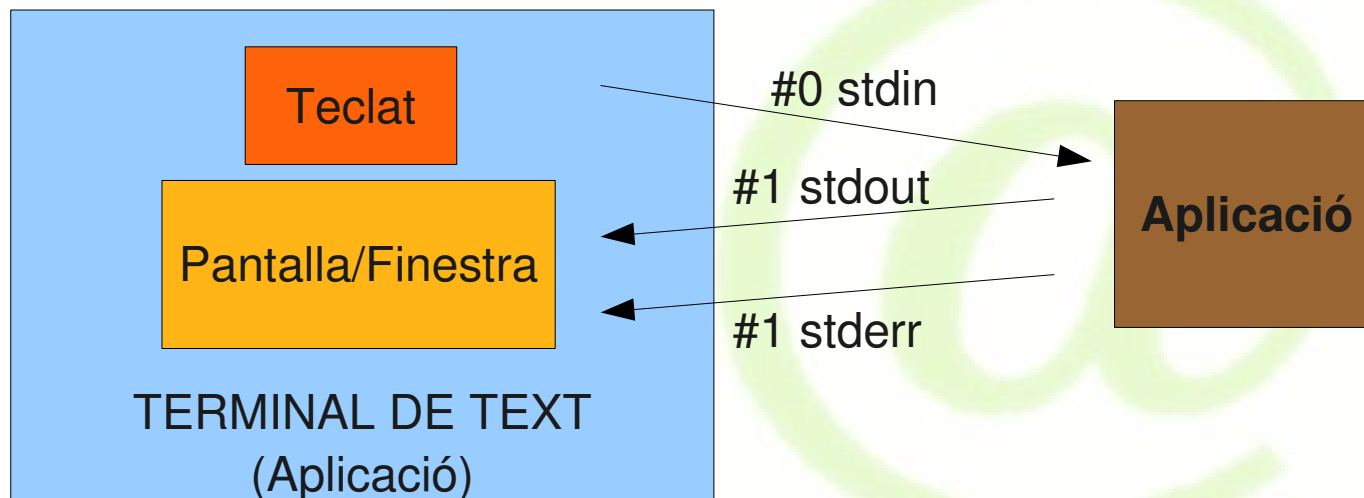 Teclat
#0 stdin
#1 stdout
Aplicació
Pantalla/Finestra
#1 stderr
TERMINAL DE TEXT
(Aplicació)